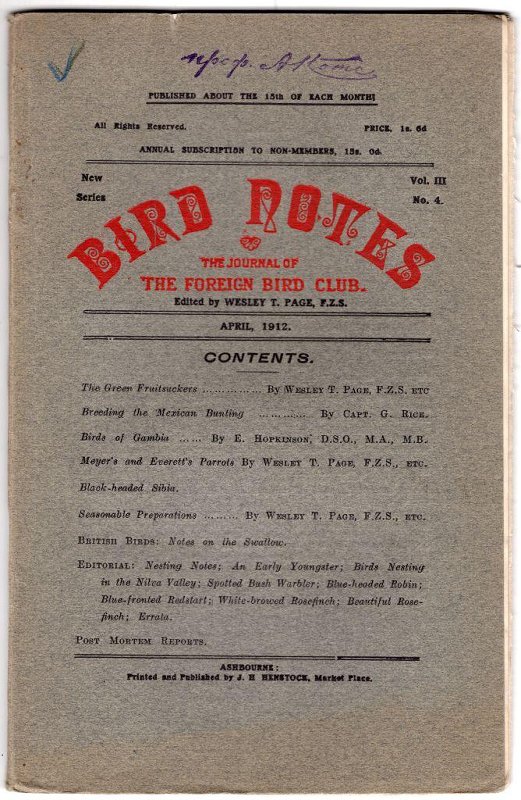 PUBLISHED ABOUT THE 15th OF EACH MONTH!
All Rights Reserved. PRICE, 1s. 6d
ANNUAL SUBSCRIPTION TO NON-MEMBERS, 15s. 0d.
New Vol. III
Series No. 4.
BIRD NOTES
THE JOURNAL OF
THE FOREIGN BIRD CLUB.
Edited by WESLEY T. PAGE, F.Z.S.
APRIL, 1912.
CONTENTS.
The Green Fruitsuckers ............... By WESLEY T. PAGE, F.Z.S. ETC
Breeding the Mexican Bunting ............ By CAPT. G. RICE.
Birds of Gambia ...... By E. HOPKINSON, D.S.O., M.A., M.B.
Meyer's and Everett's Parrots By WESLEY T. PAGE, F.Z.S., ETC.
Black-headed Sibia.
Seasonable Preparations ......... By WESLEY T. PAGE, F.Z.S., ETC.
BRITISH BIRDS: Notes on the Swallow.
EDITORIAL: Nesting Notes; An Early Youngster; Birds Nesting
in the Nilea Valley; Spotted Bush Warbler; Blue-headed Robin;
Blue-fronted Redstart; White-browed Rosefinch; Beautiful Rose-
finch; Errata.
POST MORTEM REPORTS.
ASHBOURNE:
Printed and Published by J. H HENSTOCK, Market Place.